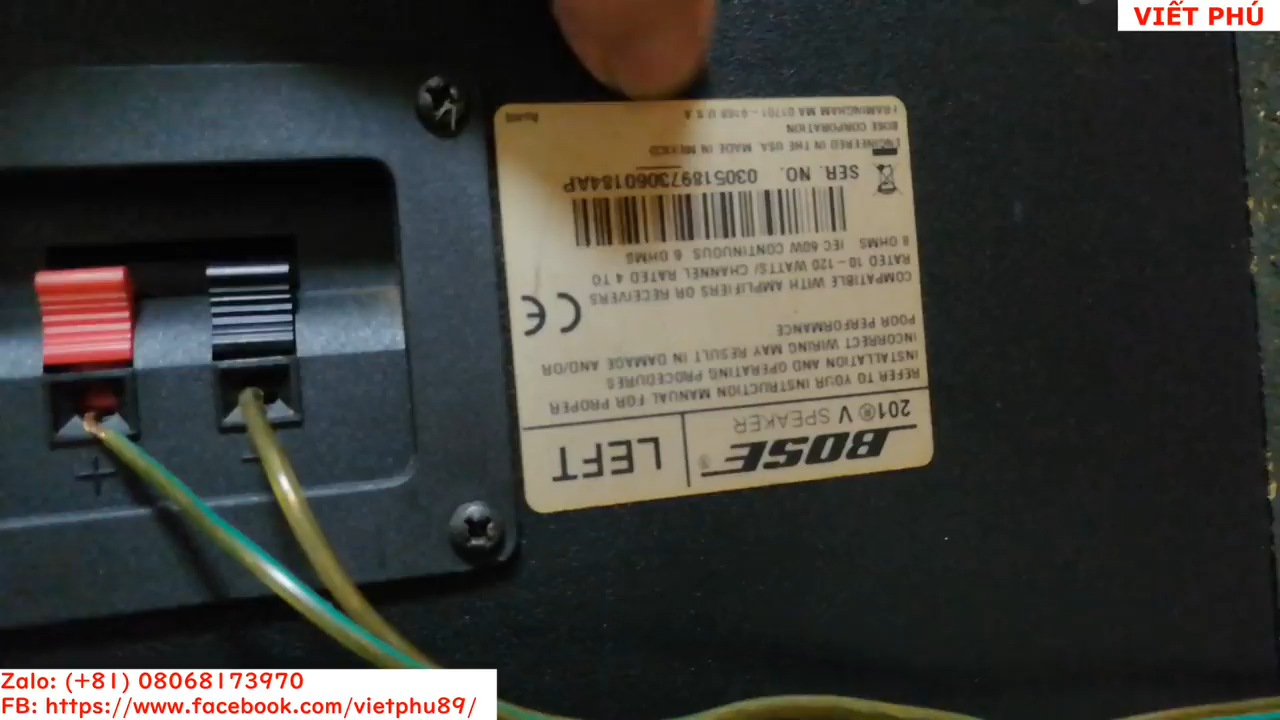 VIẾT PHÚ
BOSE®
201® V SPEAKER
LEFT
REFER TO YOUR INSTRUCTION MANUAL FOR PROPER
INSTALLATION AND OPERATING PROCEDURES
INCORRECT WIRING MAY RESULT IN DAMAGE AND/OR
POOR PERFORMANCE
COMPATIBLE WITH AMPLIFIERS OR RECEIVERS
RATED 10-120 WATTS/ CHANNEL RATED 4 TO
8 OHMS IEC 60W CONTINUOUS 6 OHMS
CE
SER. NO. 030518973060184AP
ENGINEERED IN THE USA. MADE IN MEXICO
BOSE CORPORATION
FRAMINGHAM MA 01701-9168 U S A
+
-
Zalo: (+81) 08068173970
FB: https://www.facebook.com/vietphu89/